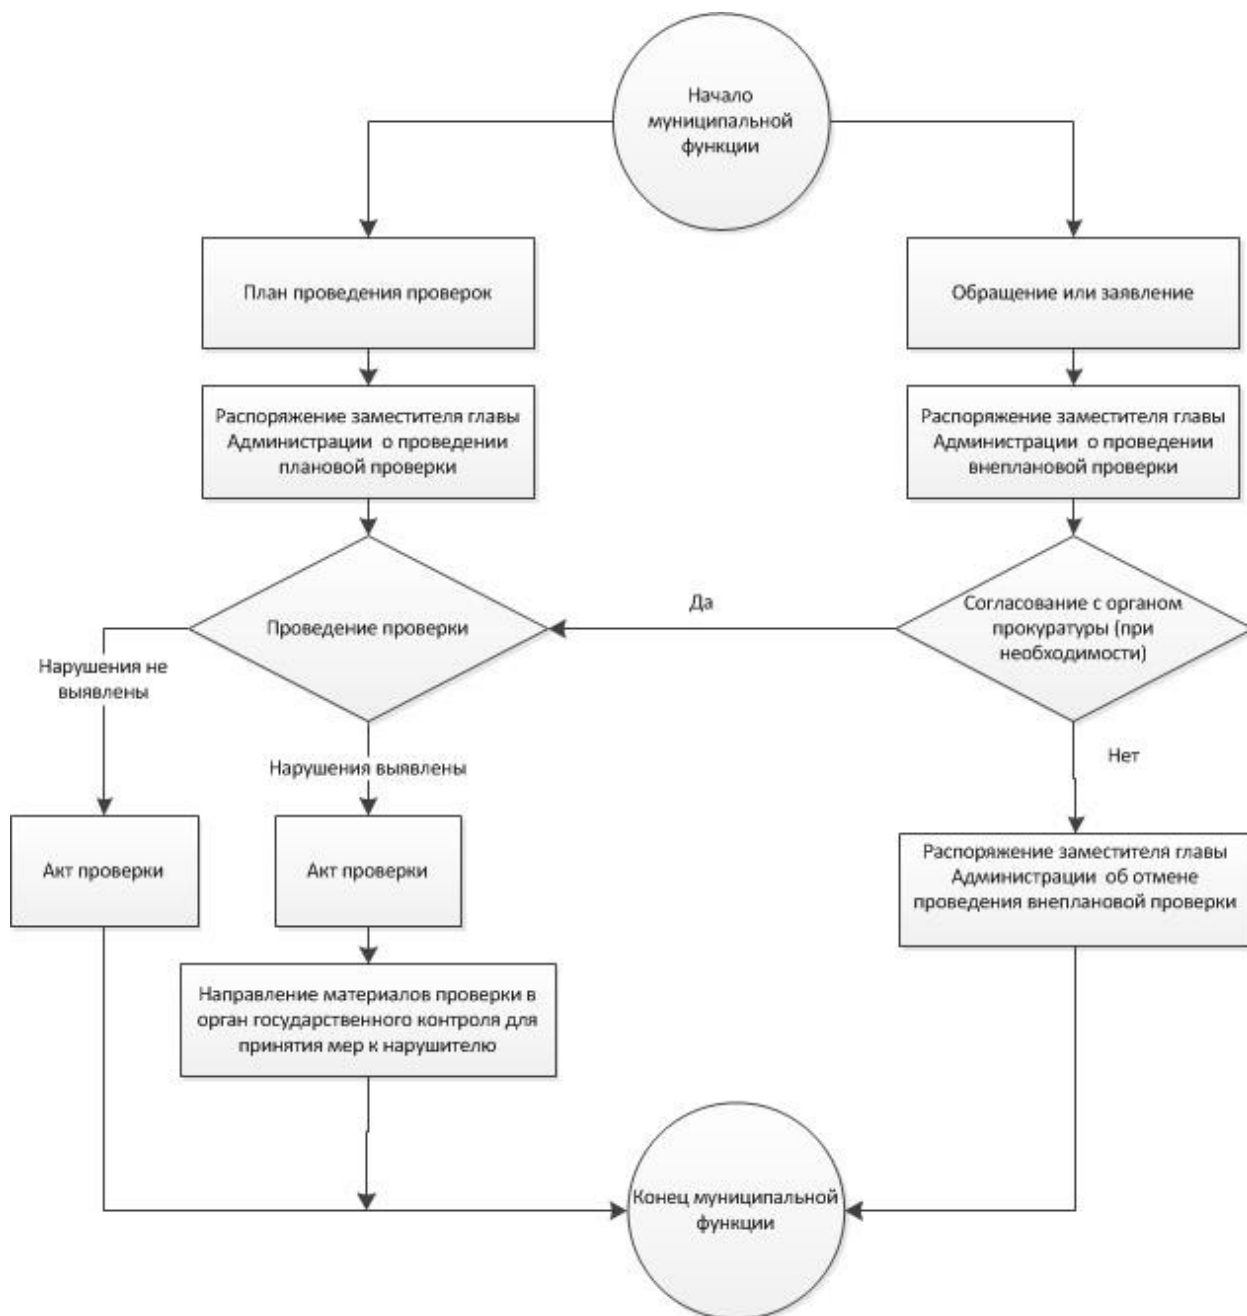 Начало
муниципальной
функции
План проведения проверок
Обращение или заявление
Распоряжение заместителя главы
Администрации о проведении
плановой проверки
Распоряжение заместителя главы
Администрации о проведении
внеплановой проверки
Проведение проверки
Да
Согласование с органом
прокуратуры (при
необходимости)
Нарушения не
выявлены
Нарушения выявлены
Нет
Акт проверки
Акт проверки
Распоряжение заместителя главы
Администрации об отмене
проведения внеплановой проверки
Направление материалов проверки в
орган государственного контроля для
принятия мер к нарушителю
Конец муниципальной
функции